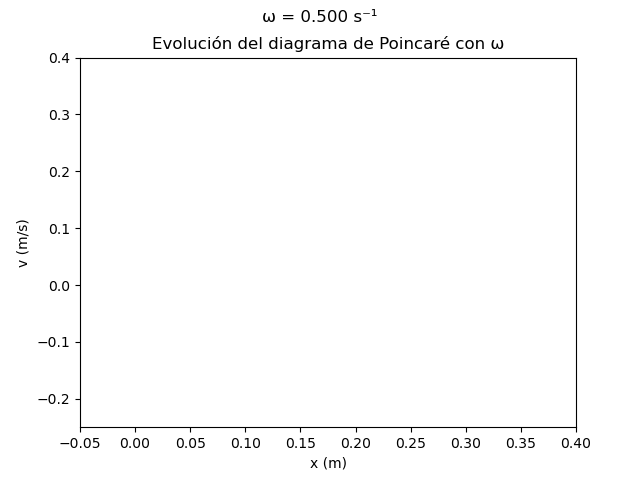 ω = 0.500 s⁻¹
Evolución del diagrama de Poincaré con ω
0.4
0.3
0.2
0.1
0.0
−0.1
−0.2
v (m/s)
−0.05 0.00 0.05 0.10 0.15 0.20 0.25 0.30 0.35 0.40
x (m)